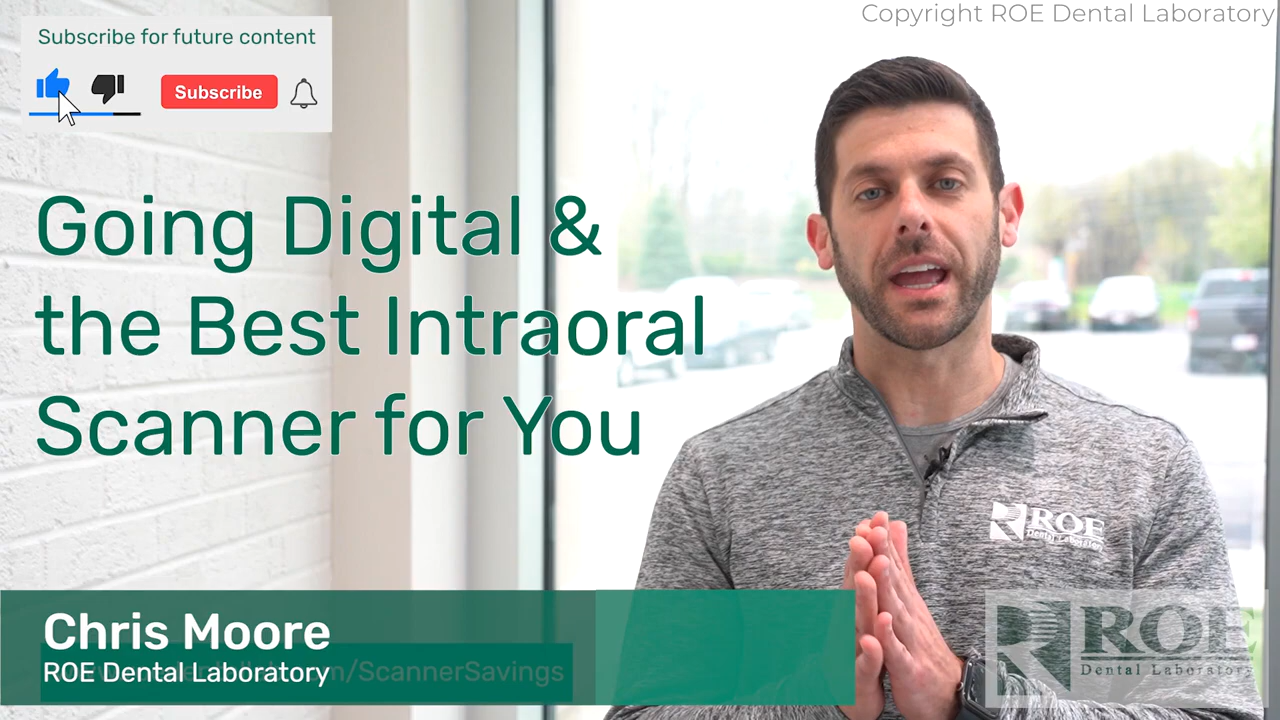 Copyright ROE Dental Laboratory
Subscribe for future content
Subscribe
Going Digital &
the Best Intraoral
Scanner for You
ROE
Dental Laboratory
Chris Moore
ROE Dental Laboratory
/ScannerSavings
ROE
Dental Laboratory